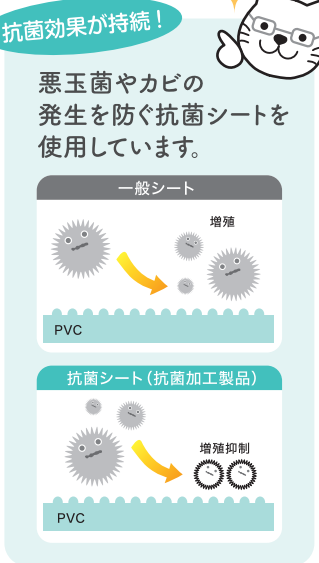 抗菌効果が持続！
悪玉菌やカビの
発生を防ぐ抗菌シートを
使用しています。
一般シート
増殖
PVC
抗菌シート（抗菌加工製品）
増殖抑制
PVC